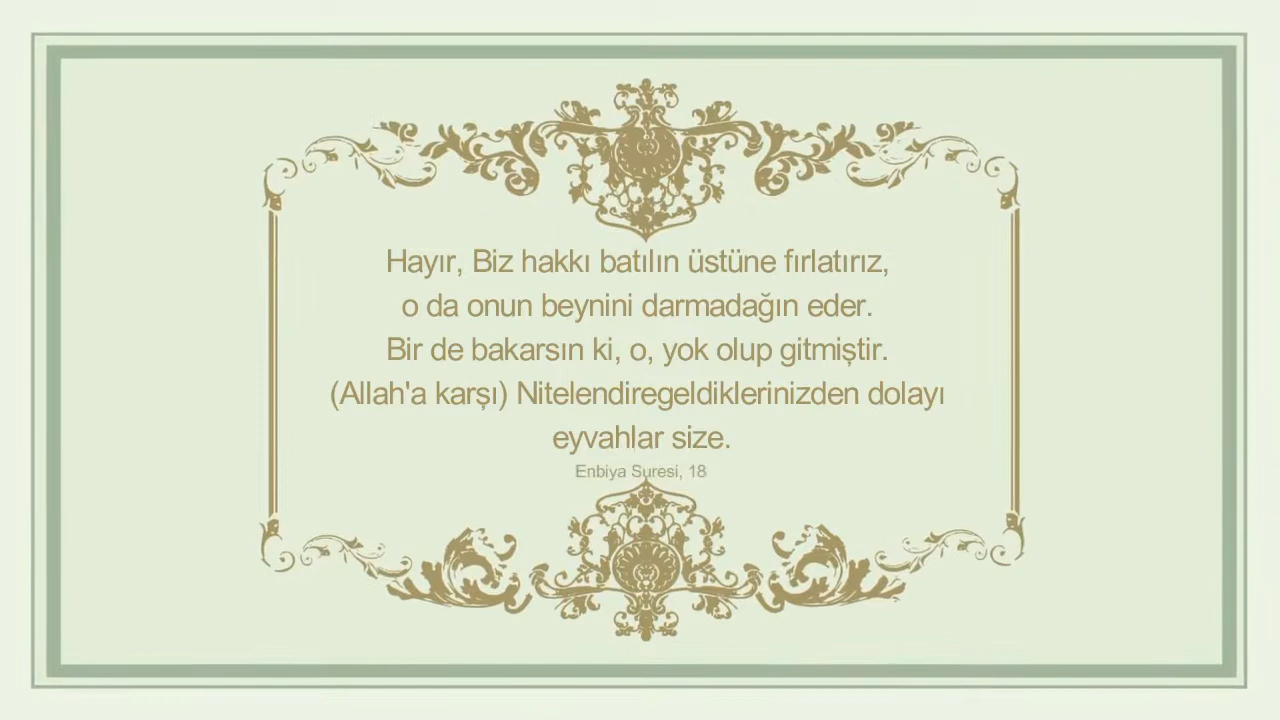 Hayır, Biz hakkı batılın üstüne fırlatırız,
o da onun beynini darmadağın eder.
Bir de bakarsın ki, o, yok olup gitmiştir.
(Allah'a karşı) Nitelendiregeldiklerinizden dolayı
eyvahlar size.
Enbiya Suresi, 18